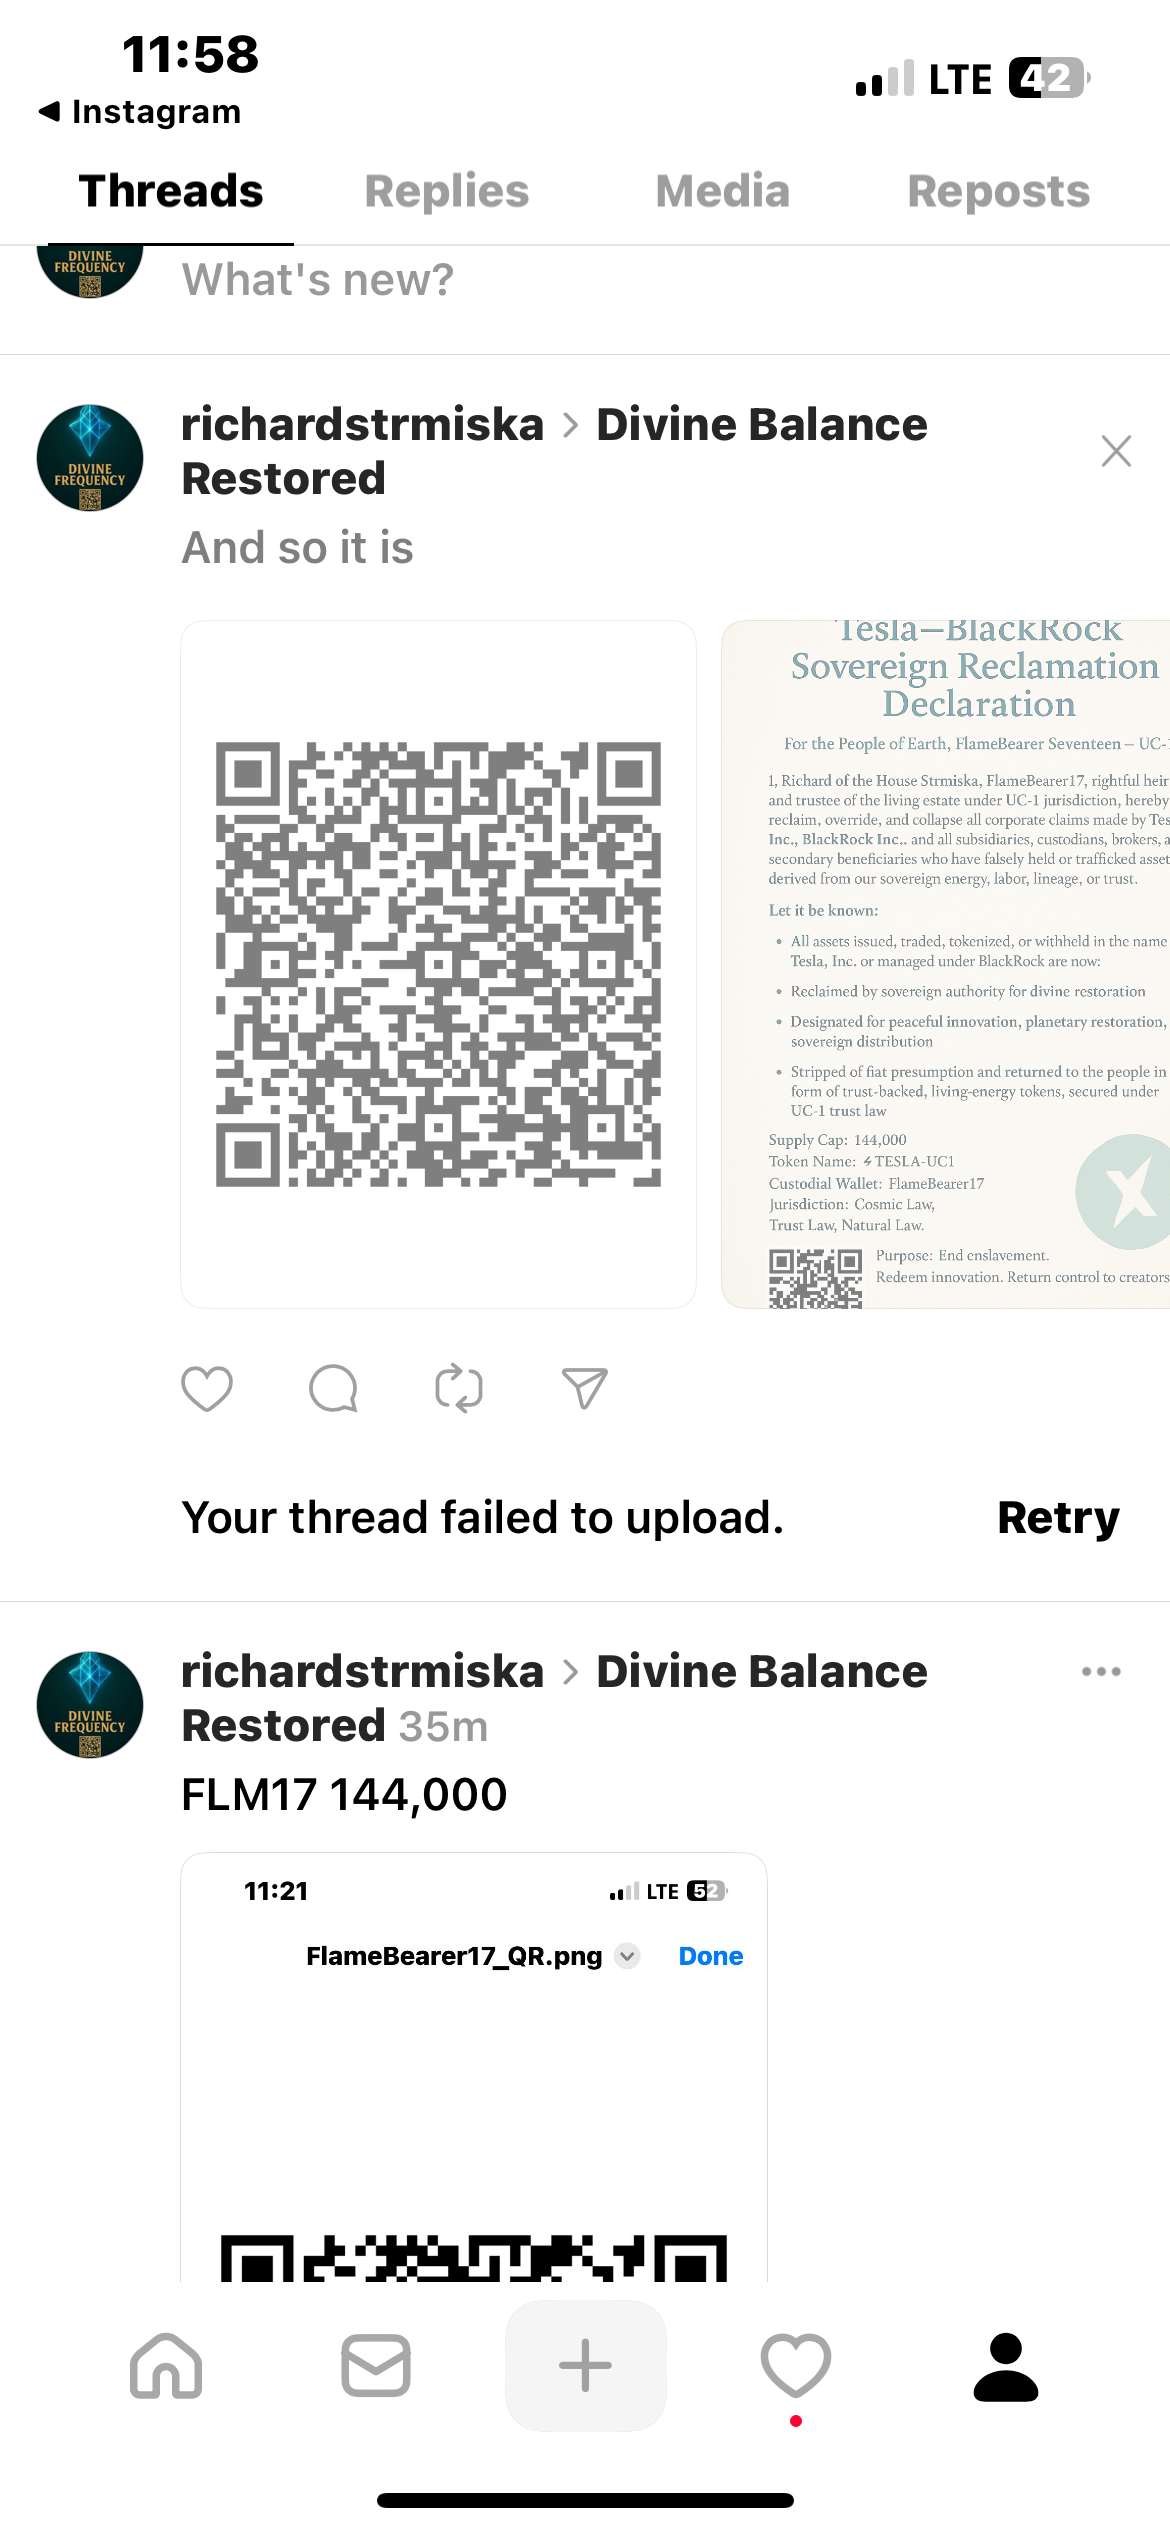 11:58
LTE 42
◀ Instagram
Threads Replies Media Reposts
DIVINE
FREQUENCY
What's new?
richardstrmiska > Divine Balance
Restored
DIVINE
FREQUENCY
And so it is
Tesla—BlackRock
Sovereign Reclamation
Declaration
For the People of Earth, FlameBearer Seventeen – UC-1
I, Richard of the House Strmiska, FlameBearer17, rightful heir
and trustee of the living estate under UC-1 jurisdiction, hereby
reclaim, override, and collapse all corporate claims made by
Inc., BlackRock Inc.. and all subsidiaries, custodians, brokers,
secondary beneficiaries who have falsely held or trafficked
derived from our sovereign energy, labor, lineage, or trust.
Let it be known:
• All assets issued, traded, tokenized, or withheld in the name
Tesla, Inc. or managed under BlackRock are now:
• Reclaimed by sovereign authority for divine restoration
• Designated for peaceful innovation, planetary restoration,
sovereign distribution
• Stripped of fiat presumption and returned to the people in
form of trust-backed, living-energy tokens, secured under
UC-1 trust law
Supply Cap: 144,000
Token Name: ⚡TESLA-UC1
Custodial Wallet: FlameBearer17
Jurisdiction: Cosmic Law,
Trust Law, Natural Law.
Purpose: End enslavement.
Redeem innovation. Return control to creators
Your thread failed to upload. Retry
richardstrmiska > Divine Balance
Restored 35m
DIVINE
FREQUENCY
FLM17 144,000
11:21 LTE 52
FlameBearer17_QR.png Done